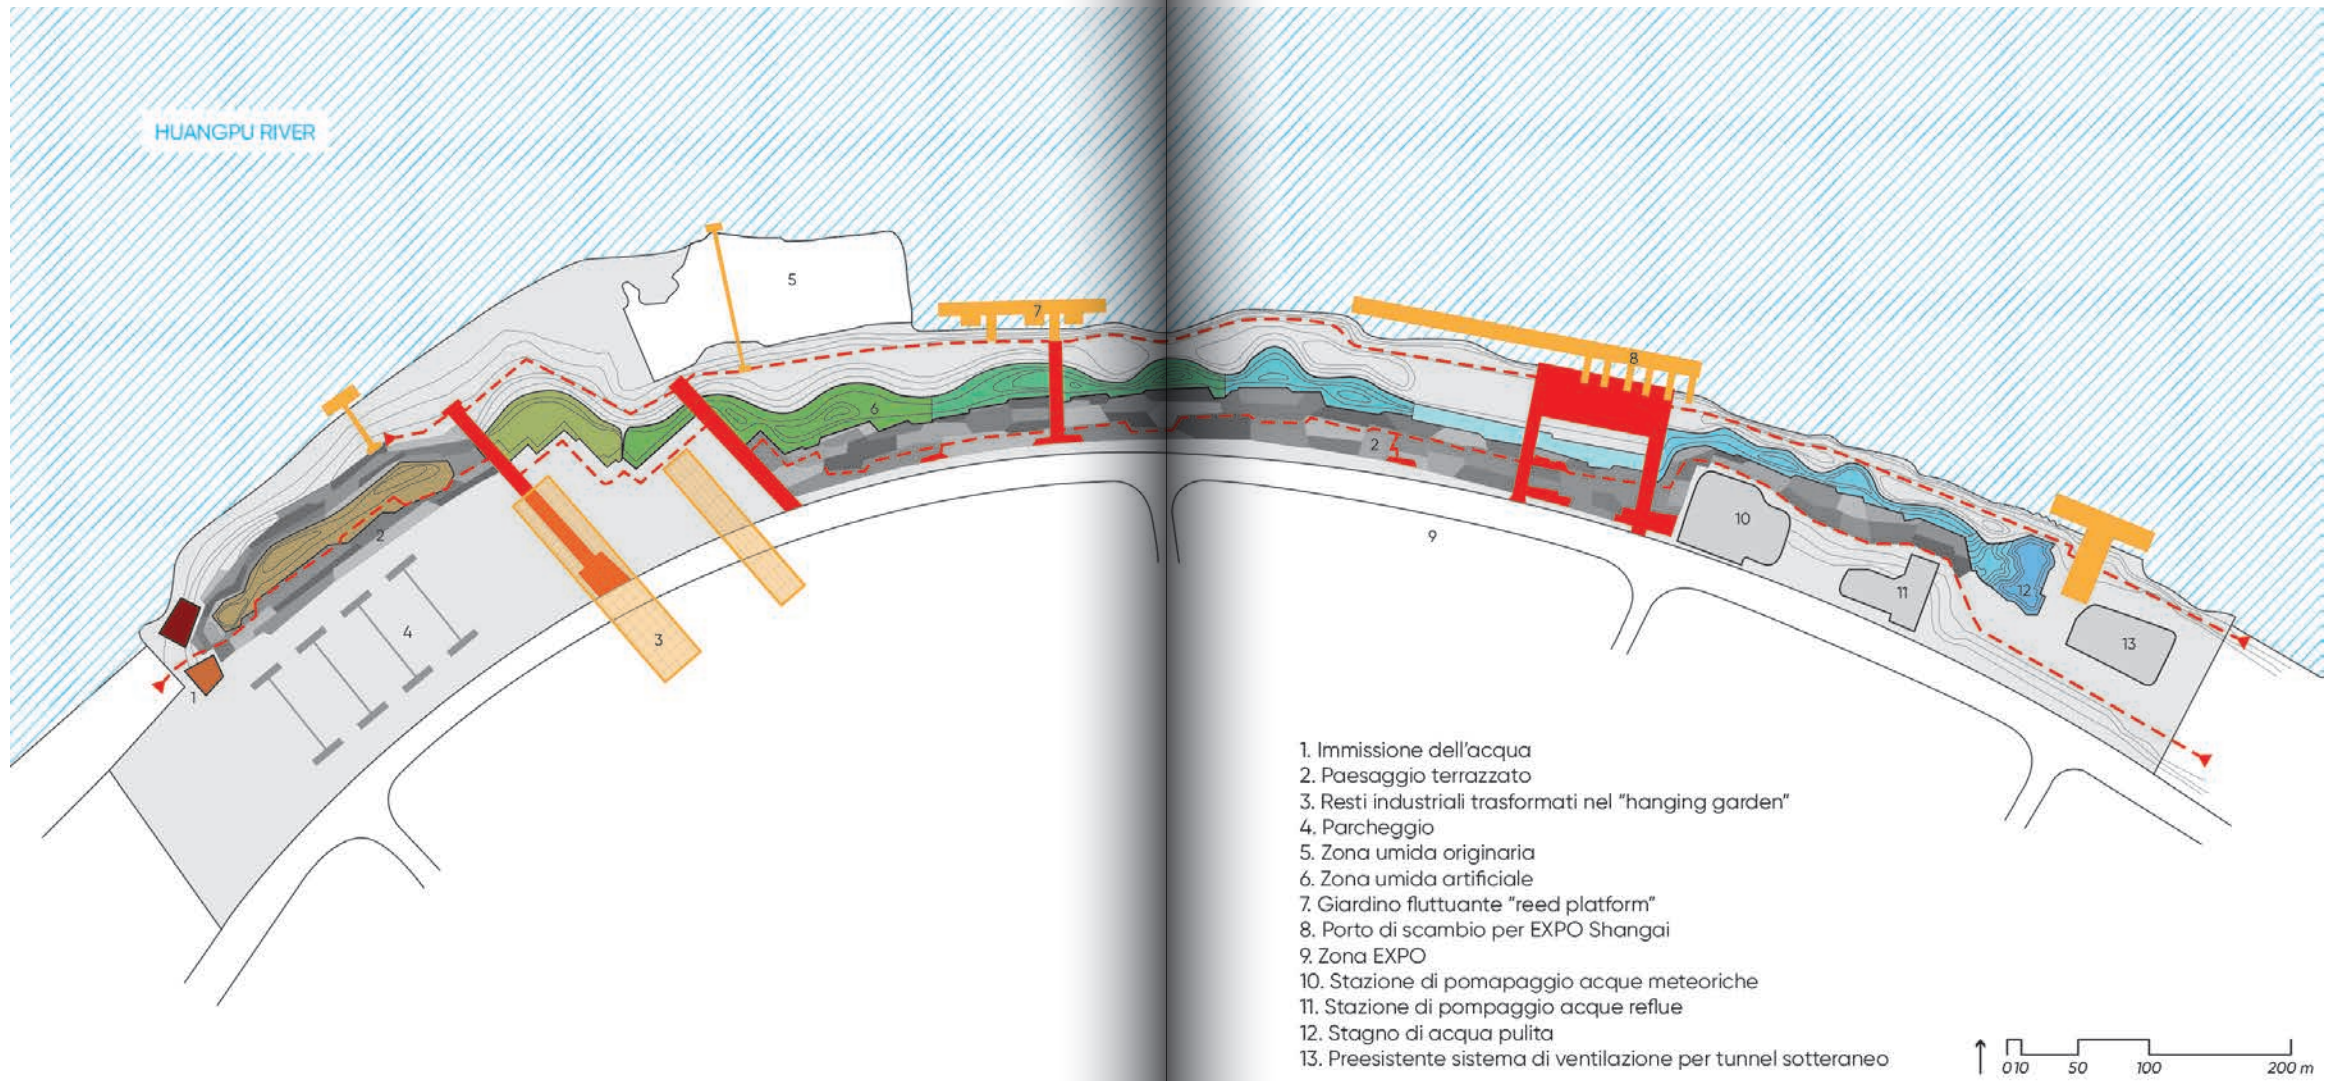 HUANGPU RIVER
5
7
8
6
2
2
10
9
3
4
11
12
13
1
1. Immissione dell'acqua
2. Paesaggio terrazzato
3. Resti industriali trasformati nel "hanging garden"
4. Parcheggio
5. Zona umida originaria
6. Zona umida artificiale
7. Giardino fluttuante "reed platform"
8. Porto di scambio per EXPO Shangai
9. Zona EXPO
10. Stazione di pomapaggio acque meteoriche
11. Stazione di pompaggio acque reflue
12. Stagno di acqua pulita
13. Preesistente sistema di ventilazione per tunnel sotteraneo
0 10 50 100 200 m